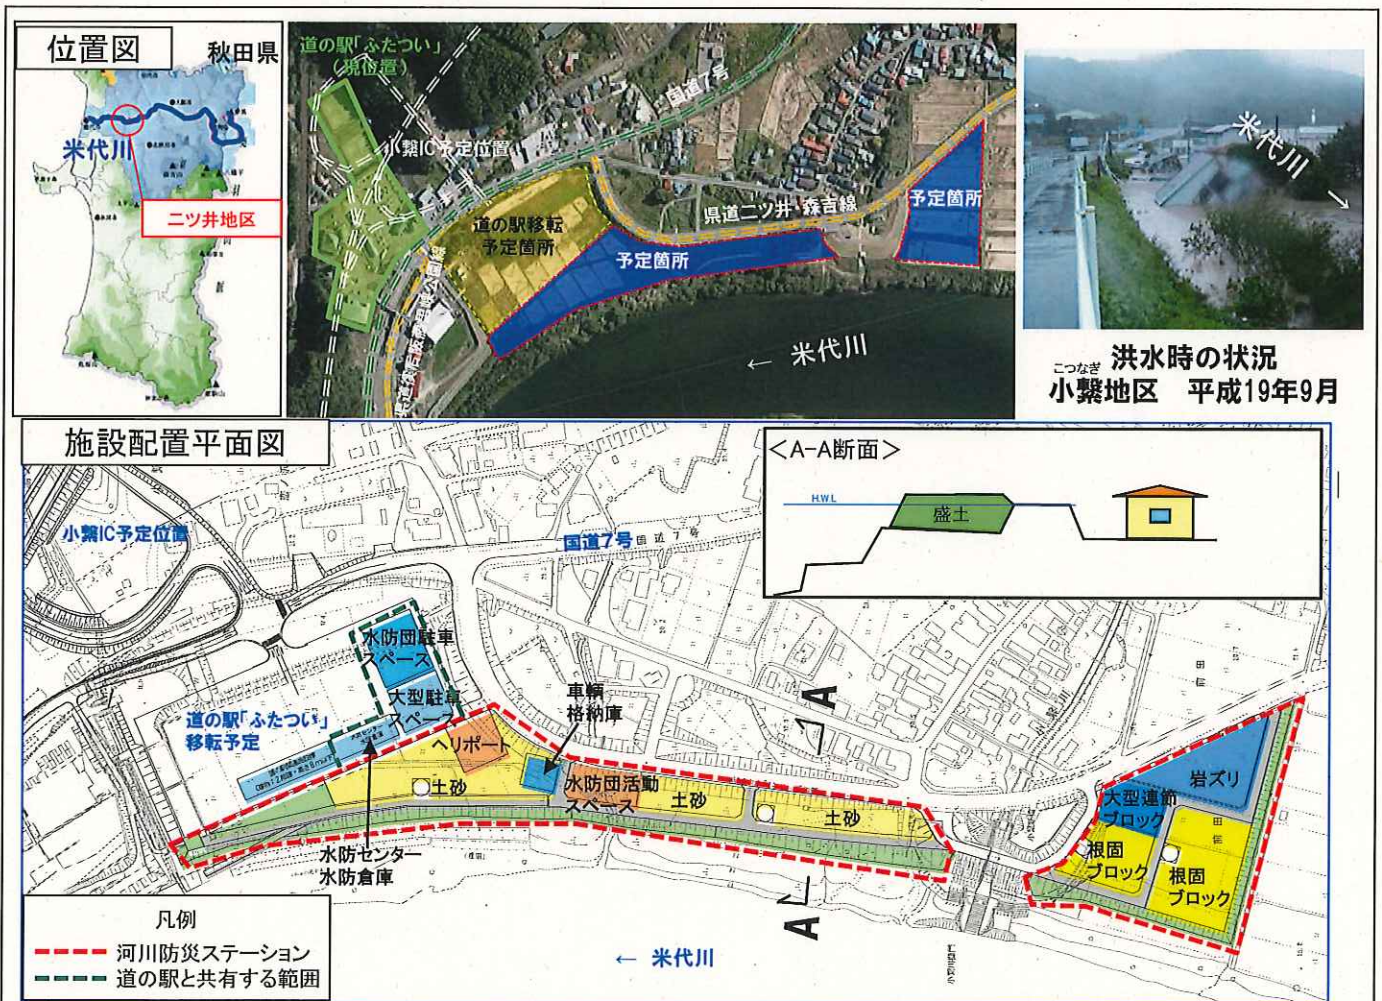 位置図
秋田県
米代川
二ツ井地区
道の駅「ふたつい」
(現位置)
小繋IC予定位置
国道7号
道の駅移転
予定箇所
予定箇所
県道二ツ井・森吉線
予定箇所
← 米代川
米代川 →
洪水時の状況
こつなぎ
小繋地区 平成19年9月
施設配置平面図
<A-A断面>
H.W.L
盛土
小繋IC予定位置
国道7号
国道7号
水防団駐車
スペース
大型駐車
スペース
道の駅「ふたつい」
移転予定
ヘリポート
車輌
格納庫
土砂
水防団活動
スペース
土砂
土砂
水防センター
水防倉庫
A
A
岩ズリ
大型連節
ブロック
根固
ブロック
根固
ブロック
← 米代川
凡例
河川防災ステーション
道の駅と共有する範囲